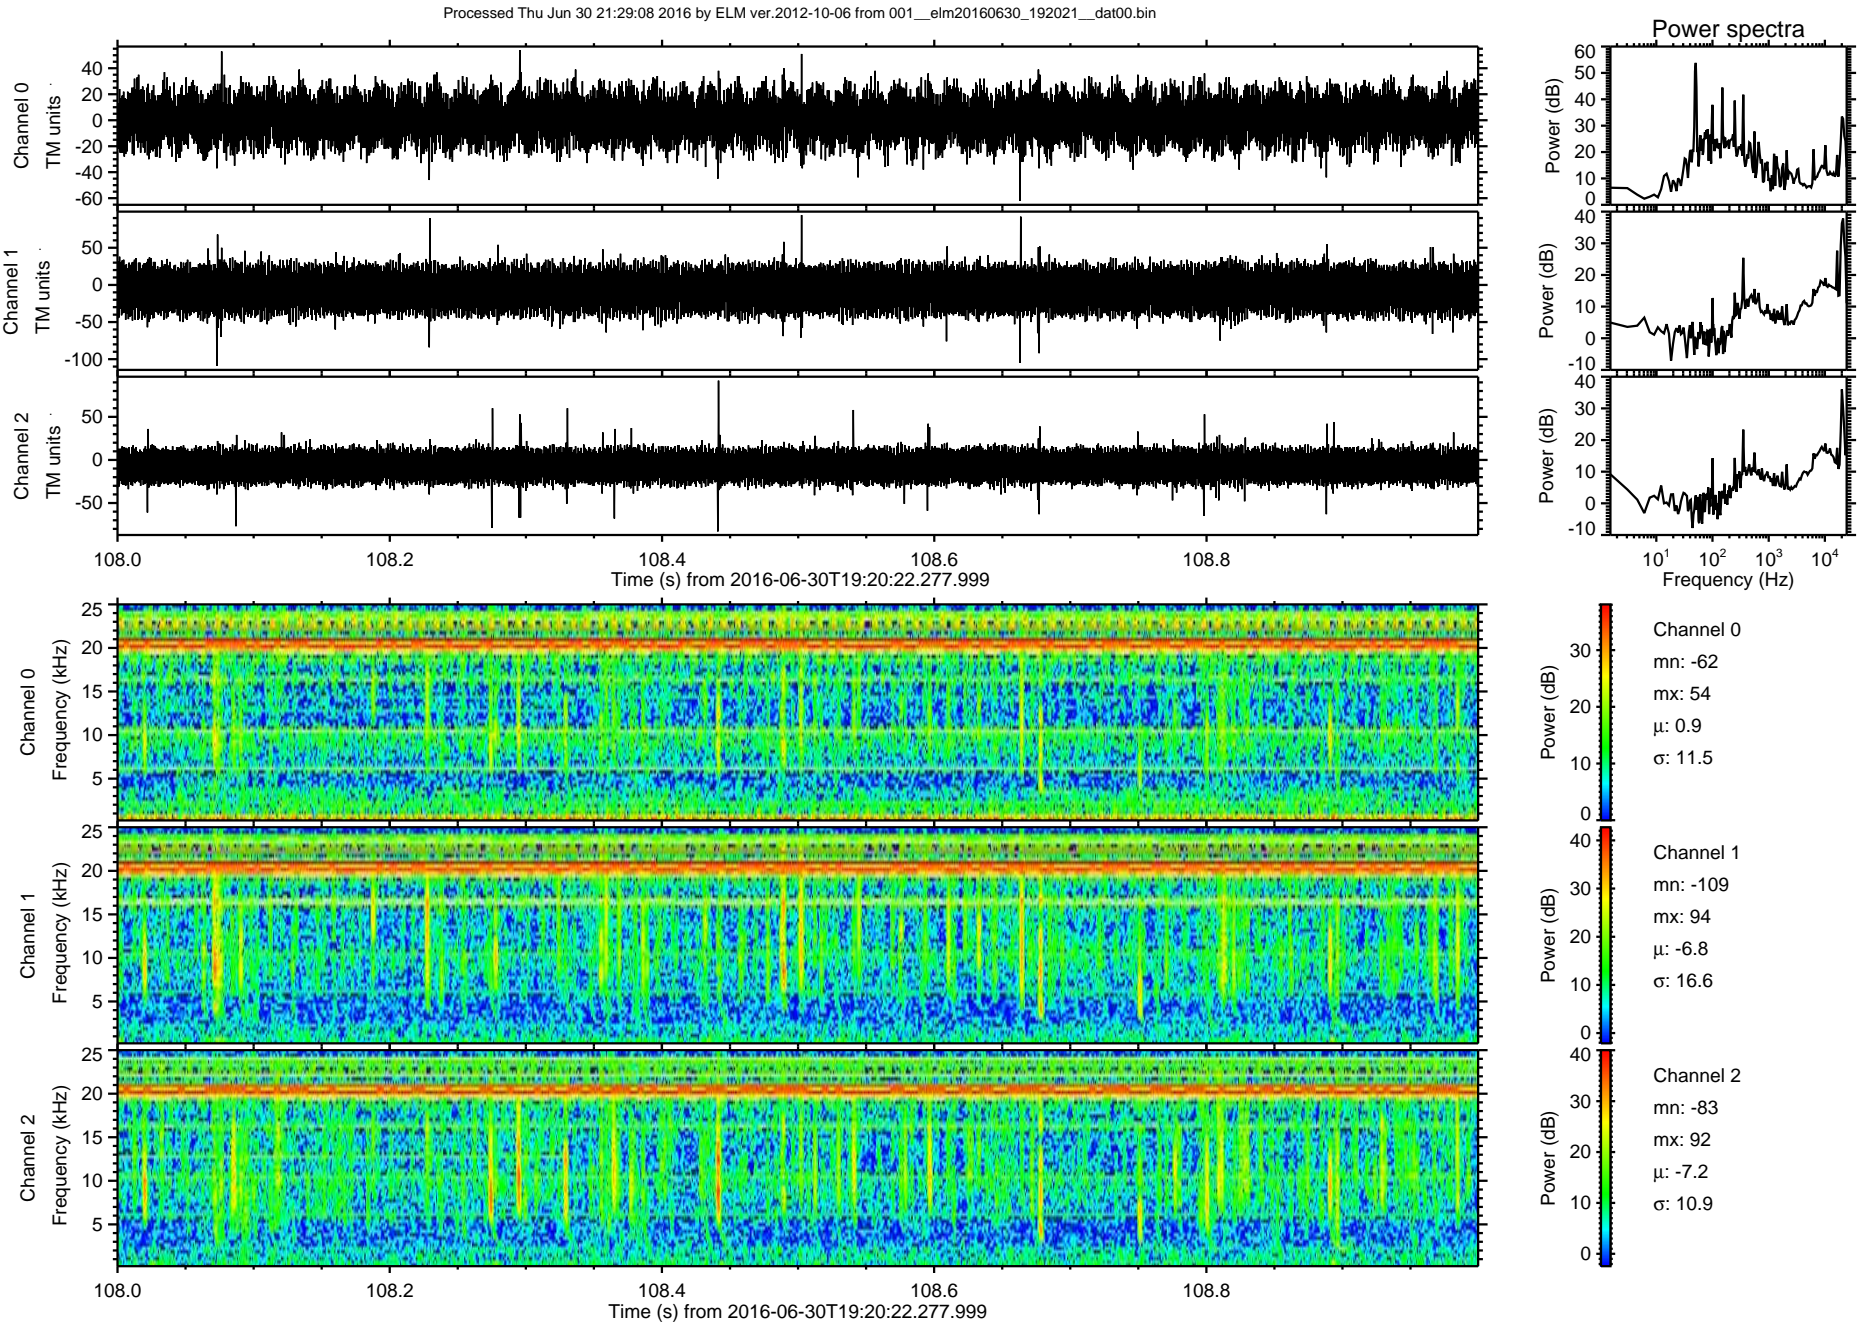 Processed Thu Jun 30 21:29:08 2016 by ELM ver.2012-10-06 from 001__elm20160630_192021__dat00.bin
Power spectra
Channel 0
TM units
40
20
0
-20
-40
-60
Power (dB)
60
50
40
30
20
10
0
Channel 1
TM units
50
0
-50
-100
Power (dB)
40
30
20
10
0
-10
Channel 2
TM units
50
0
-50
Power (dB)
40
30
20
10
0
-10
108.0 108.2 108.4 108.6 108.8
Time (s) from 2016-06-30T19:20:22.277.999
10^1 10^2 10^3 10^4
Frequency (Hz)
Channel 0
Frequency (kHz)
25
20
15
10
5
Power (dB)
30
20
10
0
Channel 0
mn: -62
mx: 54
μ: 0.9
σ: 11.5
Channel 1
Frequency (kHz)
25
20
15
10
5
Power (dB)
40
30
20
10
0
Channel 1
mn: -109
mx: 94
μ: -6.8
σ: 16.6
Channel 2
Frequency (kHz)
25
20
15
10
5
Power (dB)
40
30
20
10
0
Channel 2
mn: -83
mx: 92
μ: -7.2
σ: 10.9
108.0 108.2 108.4 108.6 108.8
Time (s) from 2016-06-30T19:20:22.277.999